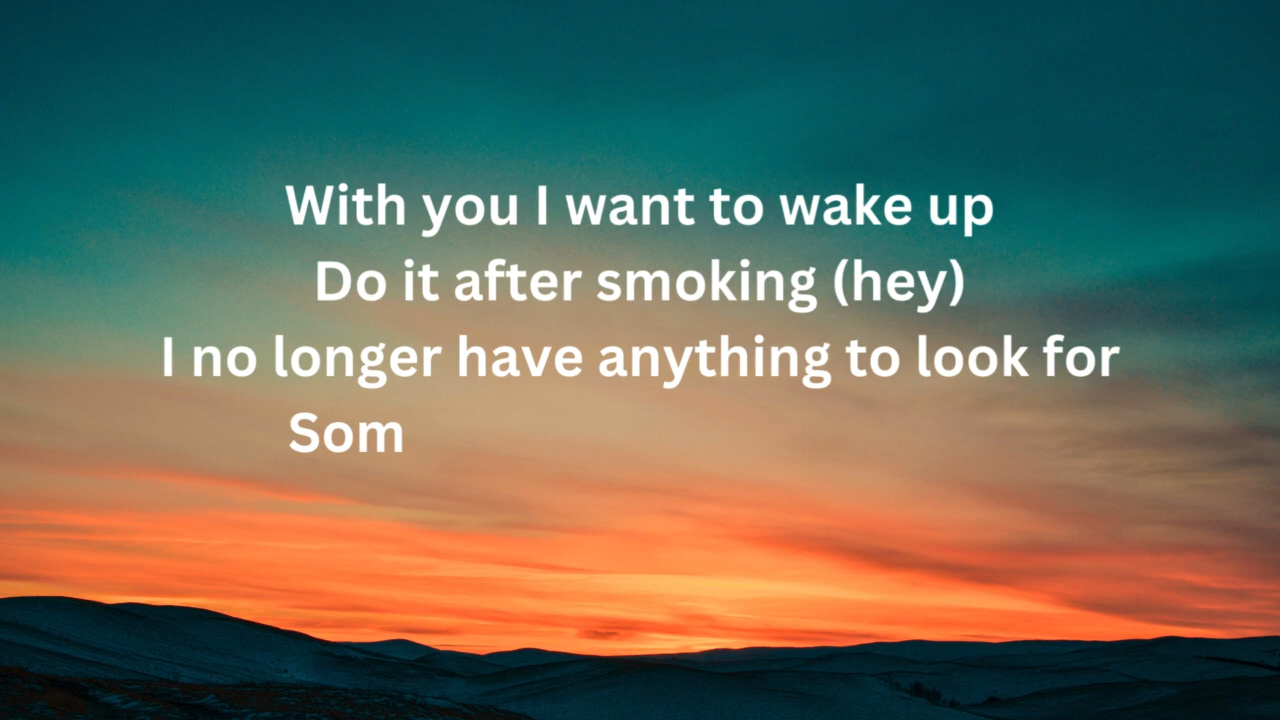 With you I want to wake up
Do it after smoking (hey)
I no longer have anything to look for
Som